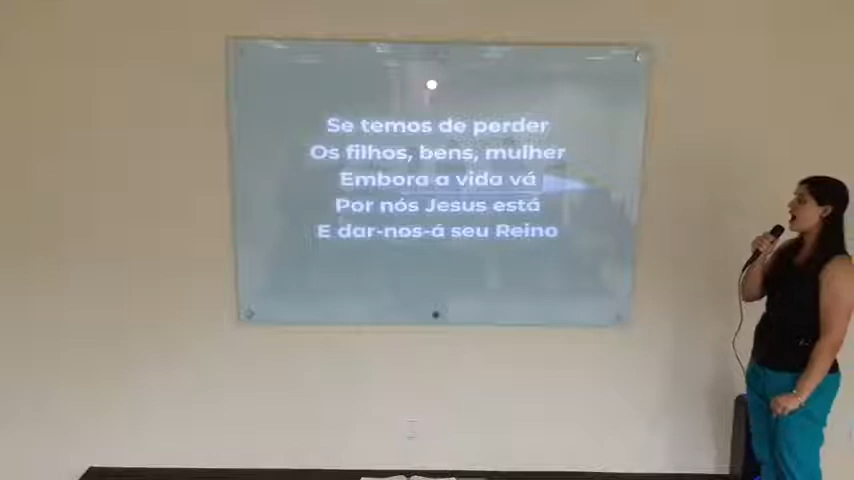 Se temos de perder
Os filhos, bens, mulher
Embora a vida vá
Por nós Jesus está
E dar-nos-á seu Reino